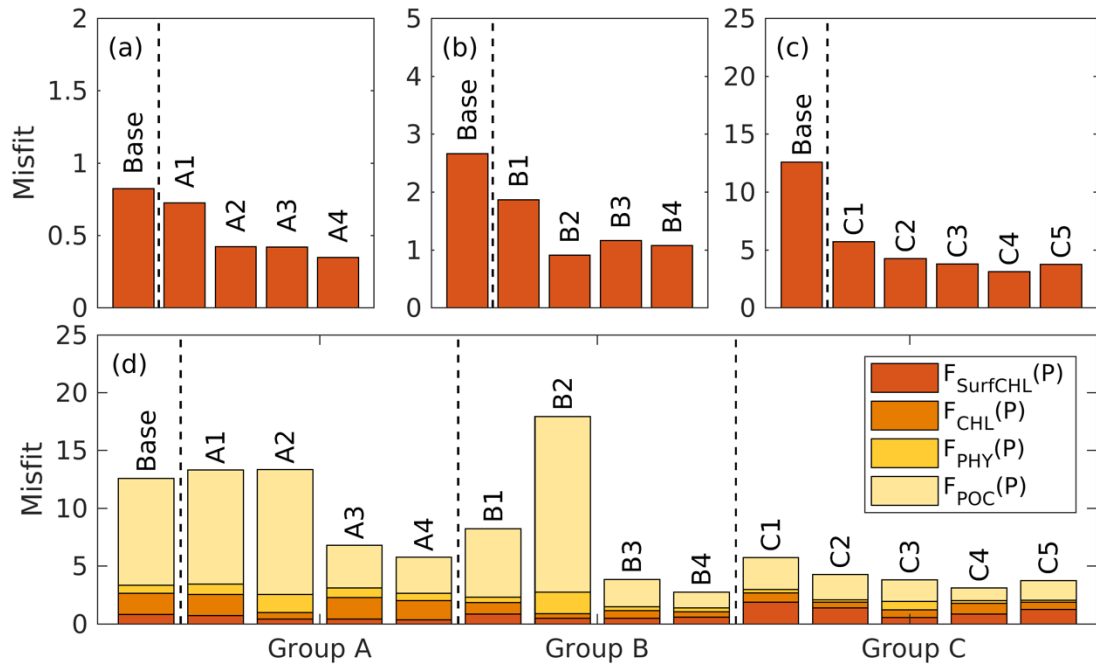 (a)
Misfit
2
1.5
1
0.5
0
Base
A1
A2
A3
A4
(b)
5
4
3
2
1
0
Base
B1
B2
B3
B4
(c)
25
20
15
10
5
0
Base
C1
C2
C3
C4
C5
(d)
Misfit
25
20
15
10
5
0
Base
A1
A2
A3
A4
B1
B2
B3
B4
C1
C2
C3
C4
C5
F_SurfCHL(P)
F_CHL(P)
F_PHY(P)
F_POC(P)
Group A
Group B
Group C